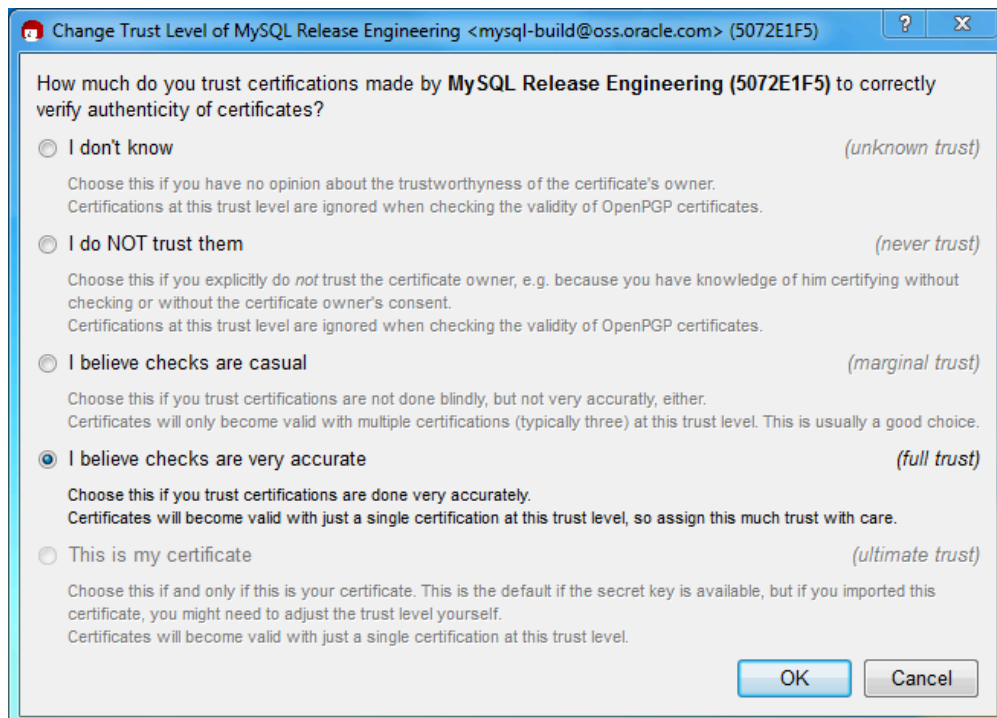 Change Trust Level of MySQL Release Engineering <mysql-build@oss.oracle.com> (5072E1F5)
How much do you trust certifications made by MySQL Release Engineering (5072E1F5) to correctly
verify authenticity of certificates?
I don't know (unknown trust)
Choose this if you have no opinion about the trustworthyness of the certificate's owner.
Certifications at this trust level are ignored when checking the validity of OpenPGP certificates.
I do NOT trust them (never trust)
Choose this if you explicitly do not trust the certificate owner, e.g. because you have knowledge of him certifying without
checking or without the certificate owner's consent.
Certifications at this trust level are ignored when checking the validity of OpenPGP certificates.
I believe checks are casual (marginal trust)
Choose this if you trust certifications are not done blindly, but not very accuratly, either.
Certificates will only become valid with multiple certifications (typically three) at this trust level. This is usually a good choice.
I believe checks are very accurate (full trust)
Choose this if you trust certifications are done very accurately.
Certificates will become valid with just a single certification at this trust level, so assign this much trust with care.
This is my certificate (ultimate trust)
Choose this if and only if this is your certificate. This is the default if the secret key is available, but if you imported this
certificate, you might need to adjust the trust level yourself.
Certificates will become valid with just a single certification at this trust level.
OK Cancel